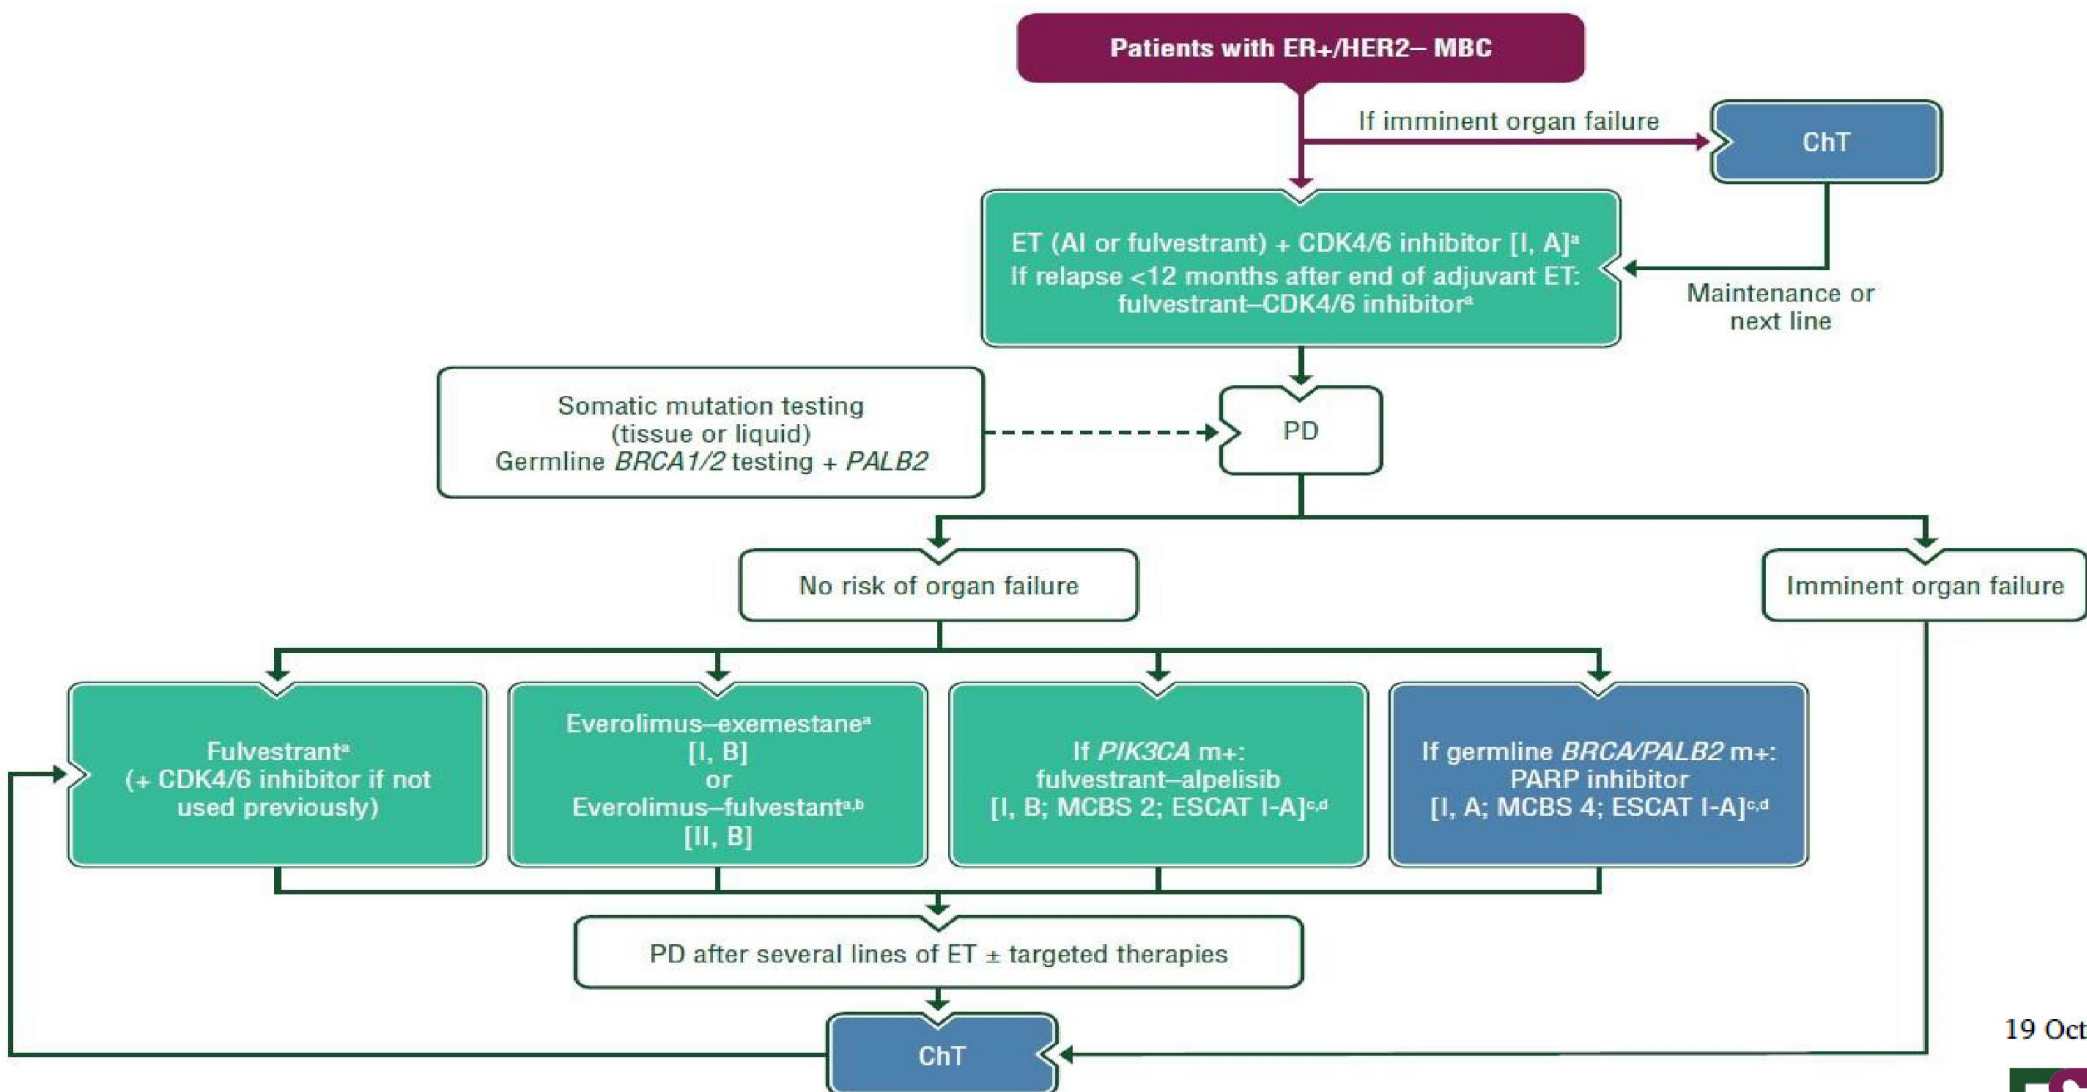 Patients with ER+/HER2– MBC
If imminent organ failure
ChT
ET (AI or fulvestrant) + CDK4/6 inhibitor [I, A]ᵃ
If relapse <12 months after end of adjuvant ET:
fulvestrant–CDK4/6 inhibitorᵃ
Maintenance or
next line
Somatic mutation testing
(tissue or liquid)
Germline BRCA1/2 testing + PALB2
PD
No risk of organ failure
Imminent organ failure
Fulvestrantᵃ
(+ CDK4/6 inhibitor if not
used previously)
Everolimus–exemestaneᵃ
[I, B]
or
Everolimus–fulvestantᵃ,ᵇ
[II, B]
If PIK3CA m+:
fulvestrant–alpelisib
[I, B; MCBS 2; ESCAT I-A]ᶜ,ᵈ
If germline BRCA/PALB2 m+:
PARP inhibitor
[I, A; MCBS 4; ESCAT I-A]ᶜ,ᵈ
PD after several lines of ET ± targeted therapies
ChT
19 Oct